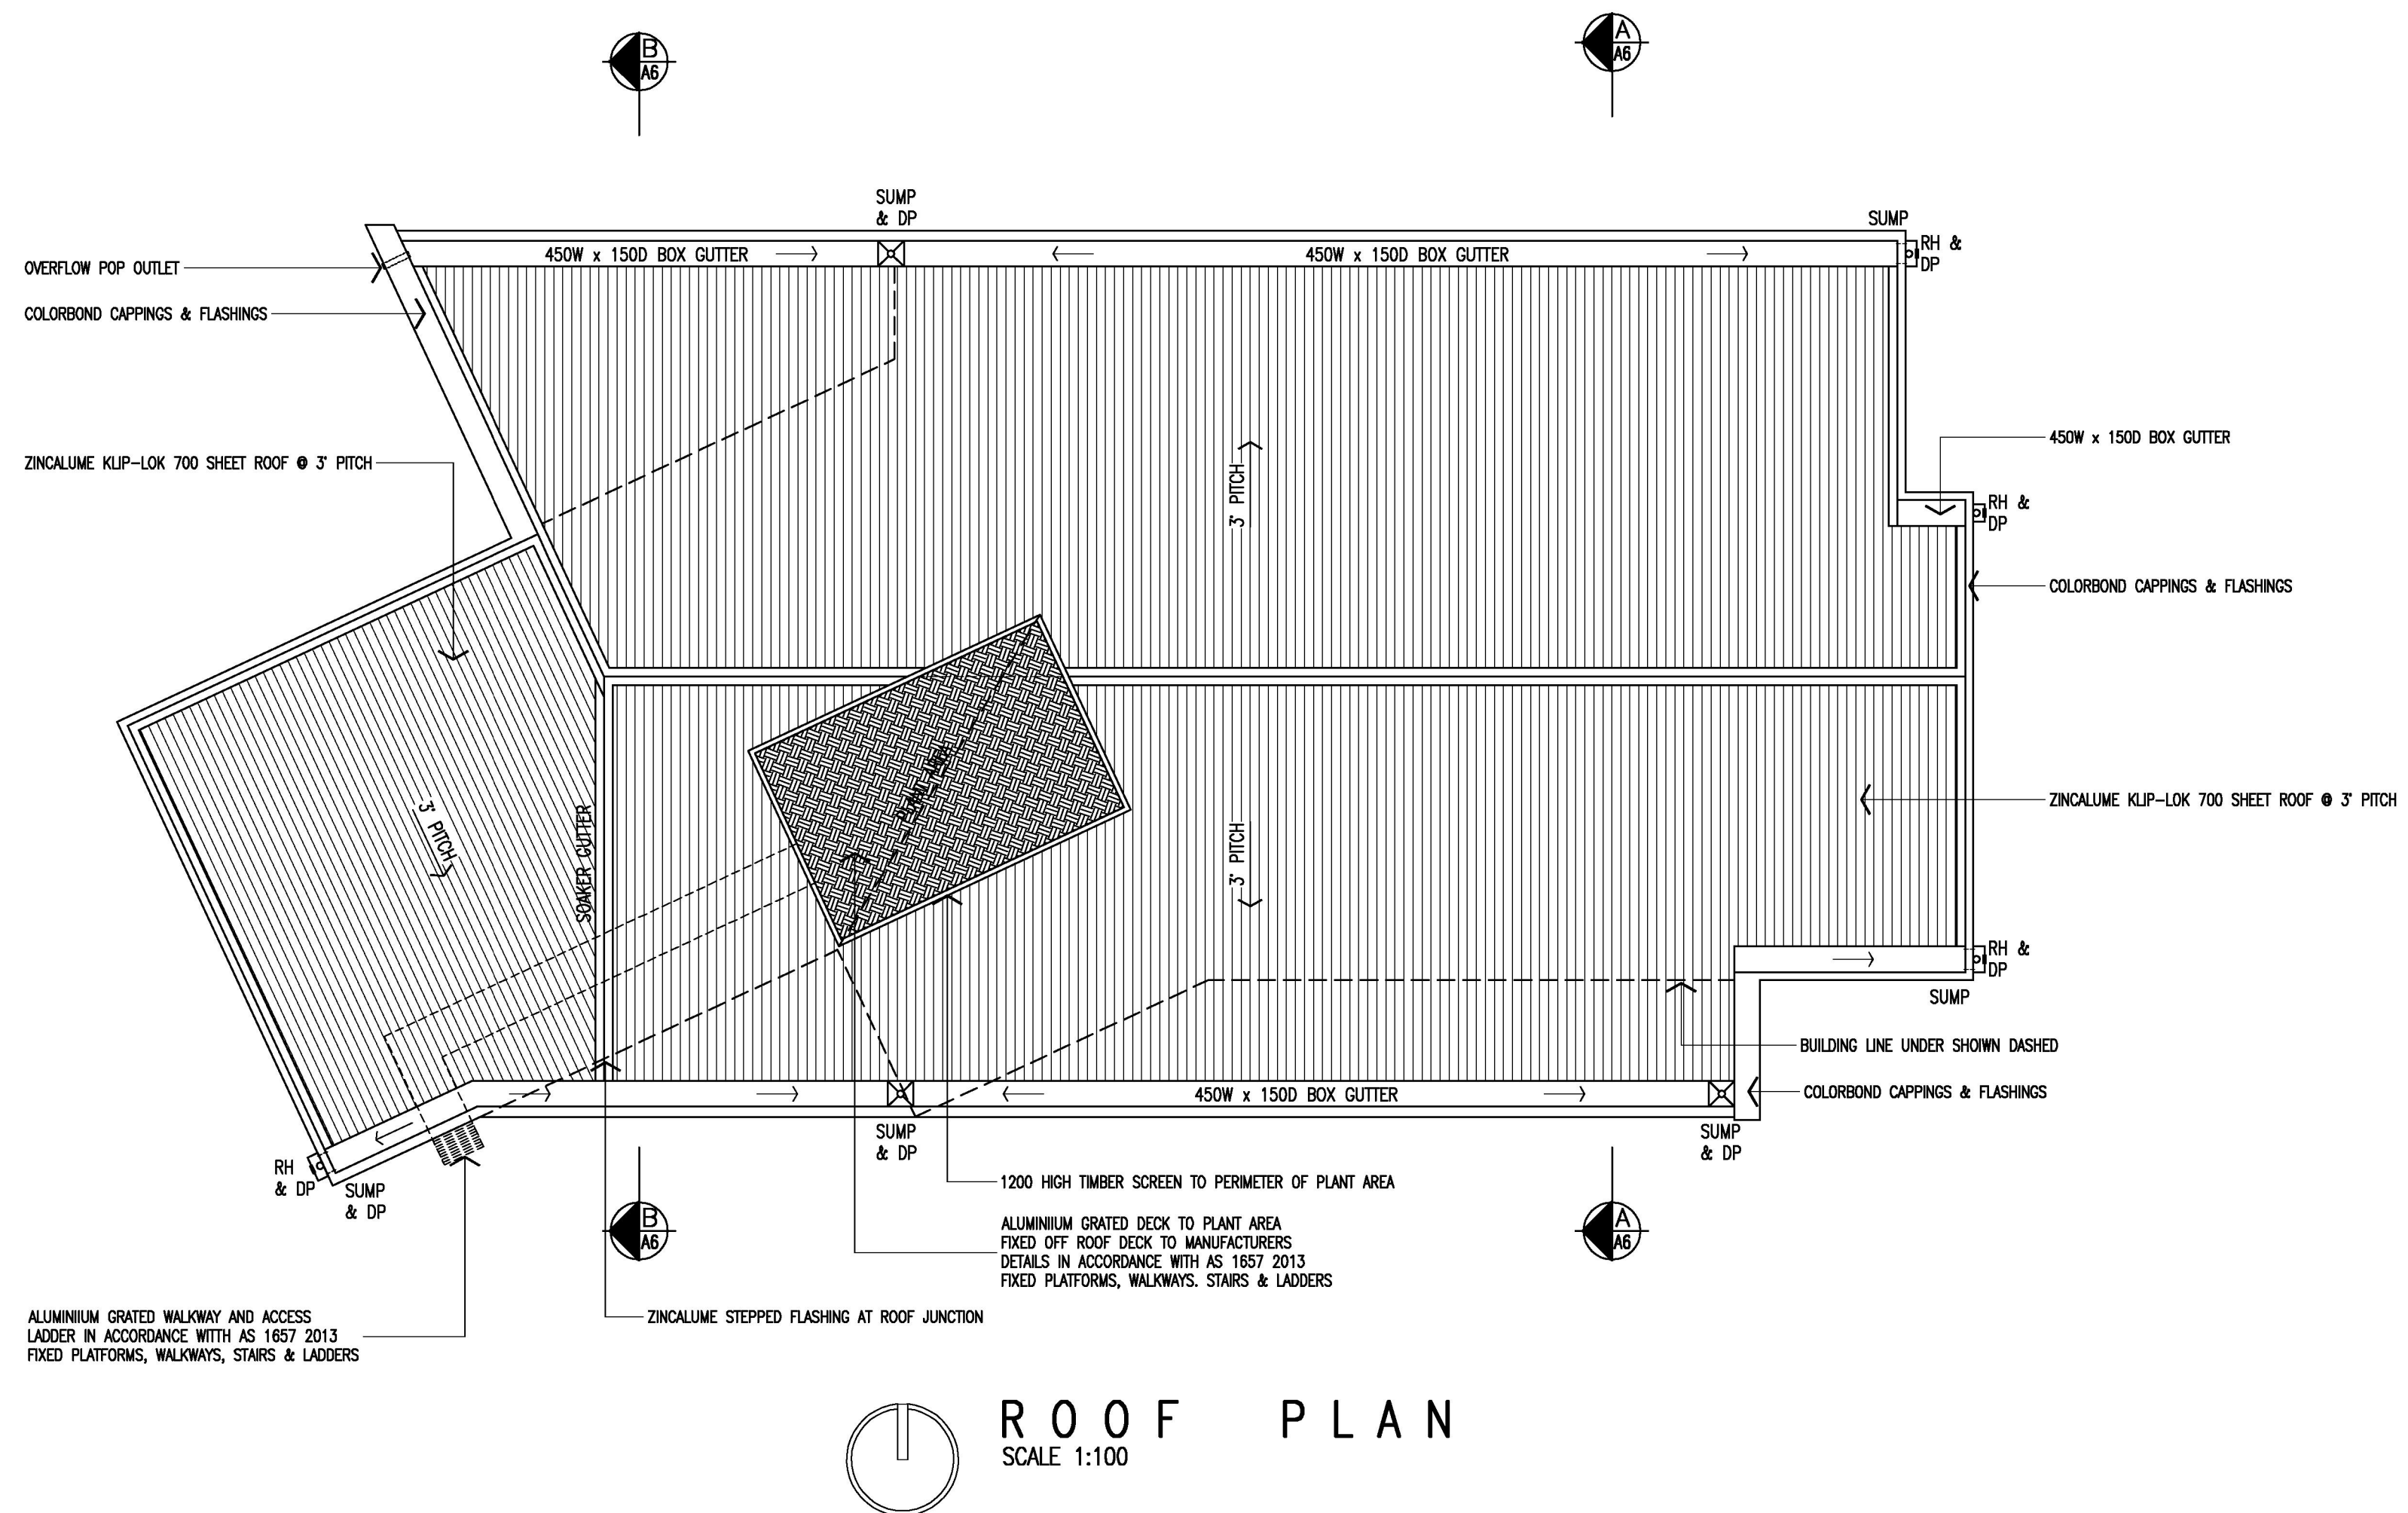 B
A6
A
A6
SUMP
& DP
SUMP
RH &
DP
450W x 150D BOX GUTTER
450W x 150D BOX GUTTER
OVERFLOW POP OUTLET
COLORBOND CAPPINGS & FLASHINGS
450W x 150D BOX GUTTER
ZINCALUME KLIP-LOK 700 SHEET ROOF @ 3° PITCH
3° PITCH
RH &
DP
COLORBOND CAPPINGS & FLASHINGS
PLANT AREA
ZINCALUME KLIP-LOK 700 SHEET ROOF @ 3° PITCH
3° PITCH
SOAKER GUTTER
3° PITCH
RH &
DP
SUMP
BUILDING LINE UNDER SHOIWN DASHED
450W x 150D BOX GUTTER
COLORBOND CAPPINGS & FLASHINGS
SUMP
& DP
SUMP
& DP
RH
& DP
SUMP
& DP
1200 HIGH TIMBER SCREEN TO PERIMETER OF PLANT AREA
B
A6
A
A6
ALUMINIIUM GRATED DECK TO PLANT AREA
FIXED OFF ROOF DECK TO MANUFACTURERS
DETAILS IN ACCORDANCE WITH AS 1657 2013
FIXED PLATFORMS, WALKWAYS. STAIRS & LADDERS
ZINCALUME STEPPED FLASHING AT ROOF JUNCTION
ALUMINIIUM GRATED WALKWAY AND ACCESS
LADDER IN ACCORDANCE WITTH AS 1657 2013
FIXED PLATFORMS, WALKWAYS, STAIRS & LADDERS
ROOF PLAN
SCALE 1:100